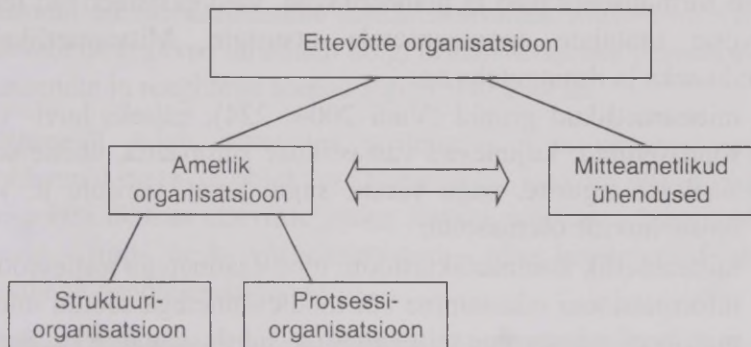 Ettevõtte organisatsioon
Ametlik
organisatsioon
Mitteametlikud
ühendused
Struktuuri-
organisatsioon
Protsessi-
organisatsioon